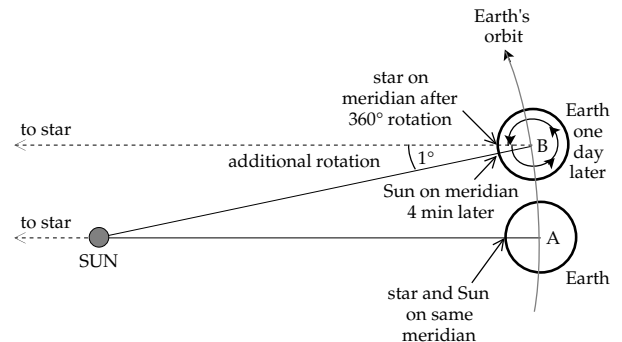 Earth's
orbit
star on
meridian after
360° rotation
Earth
one
day
later
to star
B
additional rotation
1°
Sun on meridian
4 min later
to star
A
SUN
Earth
star and Sun
on same
meridian